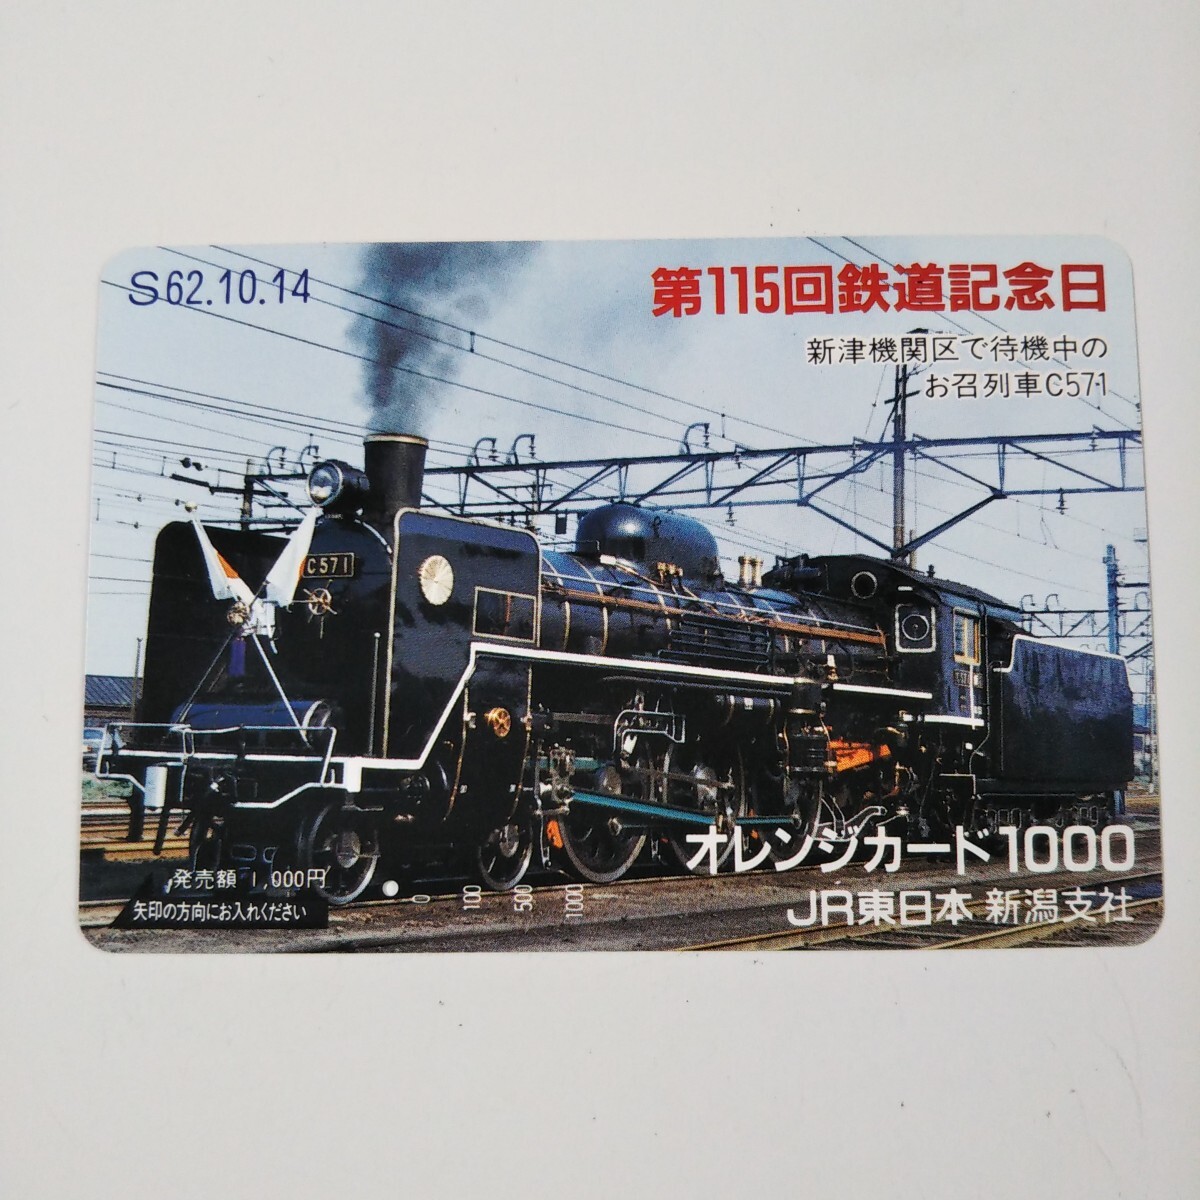 S62.10.14
第115回鉄道記念日
新津機関区で待機中の
お召列車C571
C571
オレンジカード1000
発売額 1,000円
0 100 500 1000
矢印の方向にお入れください
JR東日本 新潟支社